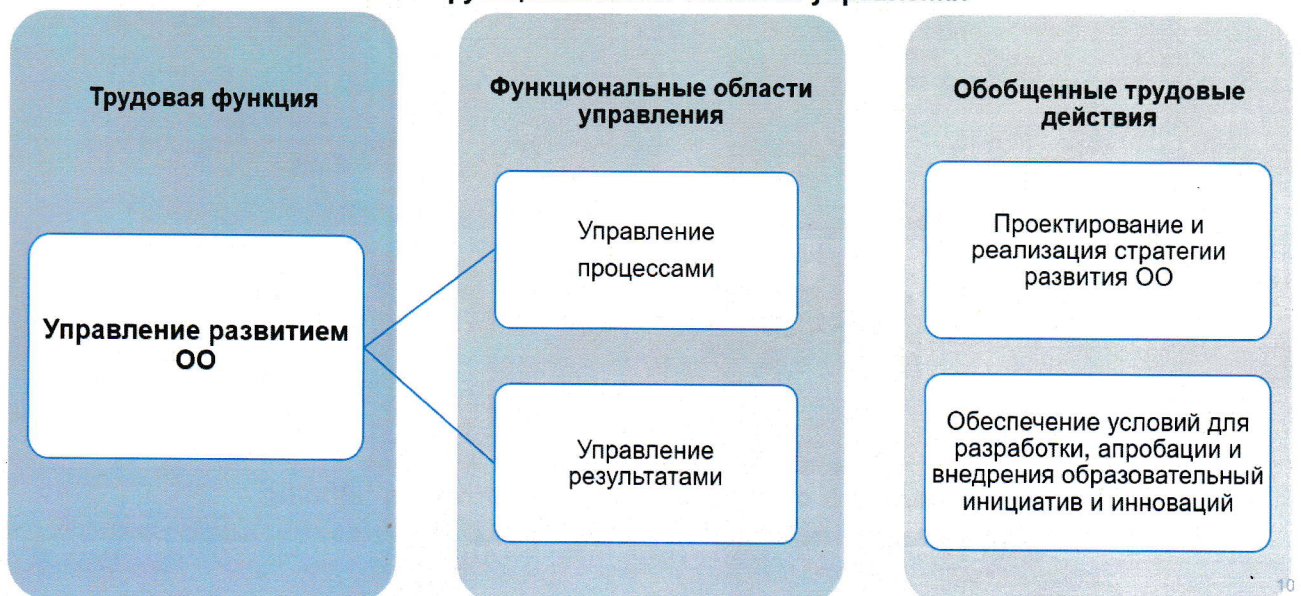 Трудовая функция
Управление развитием
ОО
Функциональные области
управления
Управление
процессами
Управление
результатами
Обобщенные трудовые
действия
Проектирование и
реализация стратегии
развития ОО
Обеспечение условий для
разработки, апробации и
внедрения образовательный
инициатив и инноваций
10